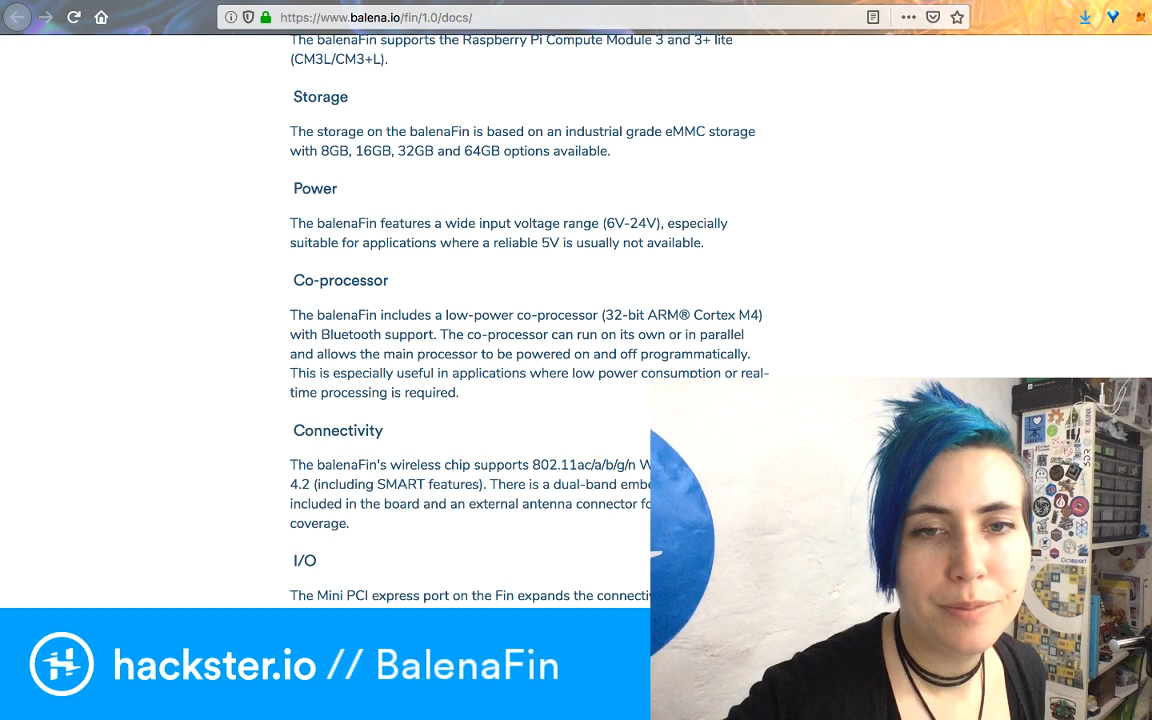 https://www.balena.io/fin/1.0/docs/
The balenaFin supports the Raspberry Pi Compute Module 3 and 3+ lite
(CM3L/CM3+L).
Storage
The storage on the balenaFin is based on an industrial grade eMMC storage
with 8GB, 16GB, 32GB and 64GB options available.
Power
The balenaFin features a wide input voltage range (6V-24V), especially
suitable for applications where a reliable 5V is usually not available.
Co-processor
The balenaFin includes a low-power co-processor (32-bit ARM® Cortex M4)
with Bluetooth support. The co-processor can run on its own or in parallel
and allows the main processor to be powered on and off programmatically.
This is especially useful in applications where low power consumption or real-
time processing is required.
Connectivity
The balenaFin's wireless chip supports 802.11ac/a/b/g/n
4.2 (including SMART features). There is a dual-band
included in the board and an external antenna connector
coverage.
I/O
The Mini PCI express port on the Fin expands the
hackster.io // BalenaFin
Octopart